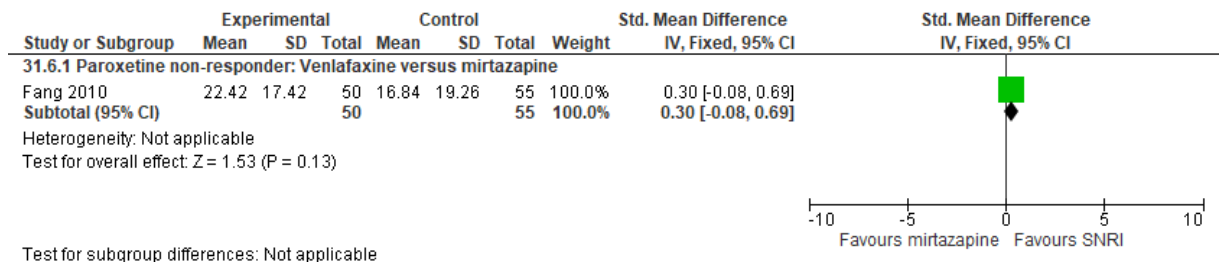 Experimental Control Std. Mean Difference Std. Mean Difference
Study or Subgroup Mean SD Total Mean SD Total Weight IV, Fixed, 95% CI IV, Fixed, 95% CI
31.6.1 Paroxetine non-responder: Venlafaxine versus mirtazapine
Fang 2010 22.42 17.42 50 16.84 19.26 55 100.0% 0.30 [-0.08, 0.69]
Subtotal (95% CI) 50 55 100.0% 0.30 [-0.08, 0.69]
Heterogeneity: Not applicable
Test for overall effect: Z = 1.53 (P = 0.13)
-10 -5 0 5 10
Favours mirtazapine Favours SNRI
Test for subgroup differences: Not applicable